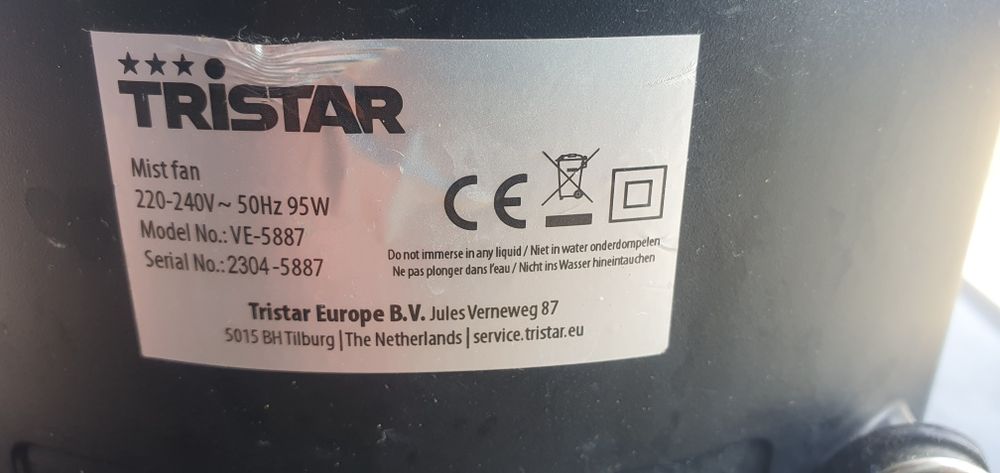 TRISTAR
Mist fan
220-240V ~ 50Hz 95W
Model No.: VE-5887
Serial No.: 2304-5887
CE
Do not immerse in any liquid / Niet in water onderdompelen
Ne pas plonger dans l'eau / Nicht ins Wasser hineintauchen
Tristar Europe B.V. Jules Verneweg 87
5015 BH Tilburg | The Netherlands | service.tristar.eu